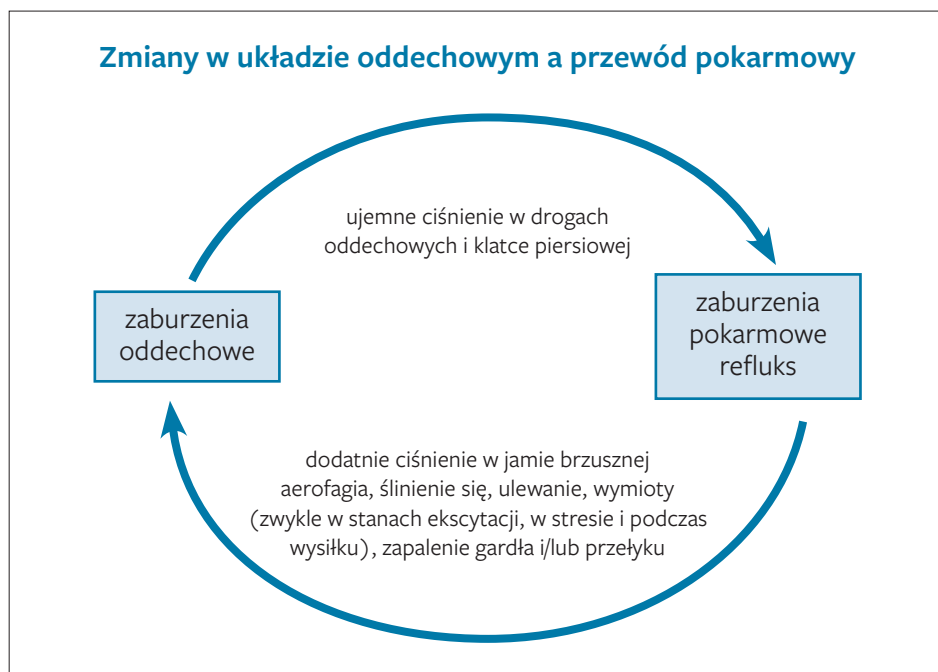 Zmiany w układzie oddechowym a przewód pokarmowy
ujemne ciśnienie w drogach
oddechowych i klatce piersiowej
zaburzenia
oddechowe
zaburzenia
pokarmowe
refluks
dodatnie ciśnienie w jamie brzusznej
aerofagia, ślinienie się, ulewanie, wymioty
(zwykle w stanach ekscytacji, w stresie i podczas
wysiłku), zapalenie gardła i/lub przełyku